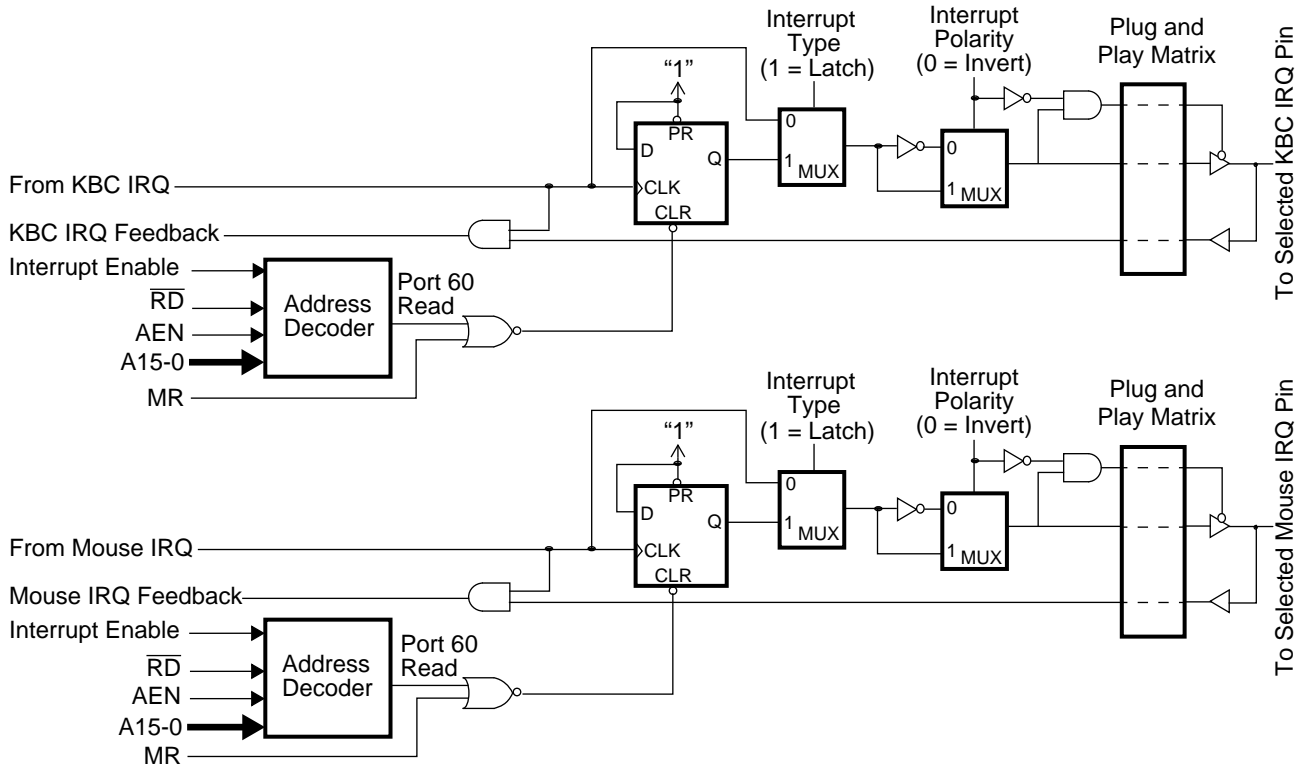 Interrupt
Type
(1 = Latch)
Interrupt
Polarity
(0 = Invert)
Plug and
Play Matrix
“1”
PR
D
Q
CLK
CLR
0
1
MUX
0
1
MUX
From KBC IRQ
KBC IRQ Feedback
Interrupt Enable
RD
AEN
A15-0
MR
Address
Decoder
Port 60
Read
To Selected KBC IRQ Pin
Interrupt
Type
(1 = Latch)
Interrupt
Polarity
(0 = Invert)
Plug and
Play Matrix
“1”
PR
D
Q
CLK
CLR
0
1
MUX
0
1
MUX
From Mouse IRQ
Mouse IRQ Feedback
Interrupt Enable
RD
AEN
A15-0
MR
Address
Decoder
Port 60
Read
To Selected Mouse IRQ Pin